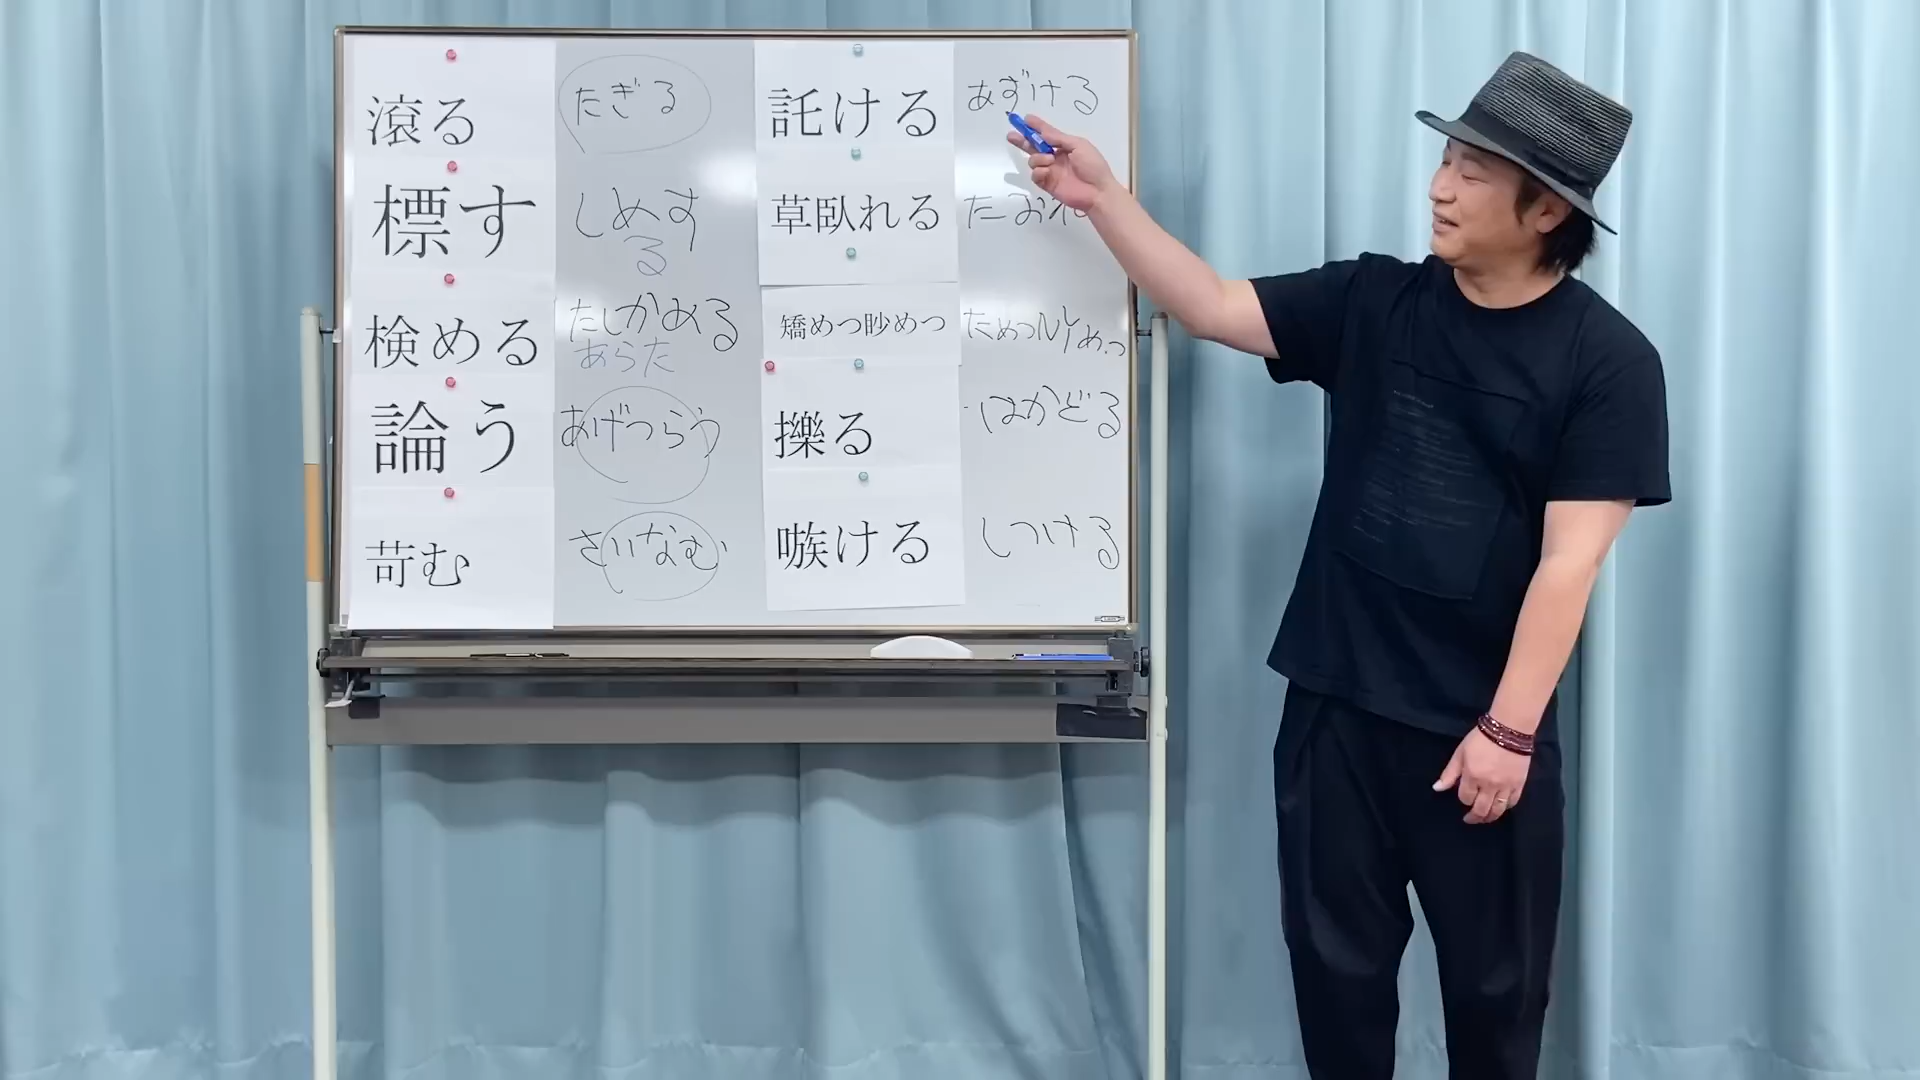 滾る たぎる
標す しめす
る
検める たしかめる
あらた
論う あげつらう
苛む さいなむ
託ける あずける
草臥れる たおれ
矯めつ眇めつ ためつ めつ
擽る はかどる
嗾ける しつける